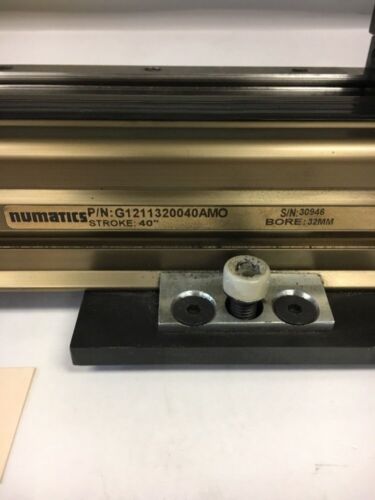 numatics P/N: G1211320040AMO S/N: 30946
STROKE: 40" BORE: 32MM